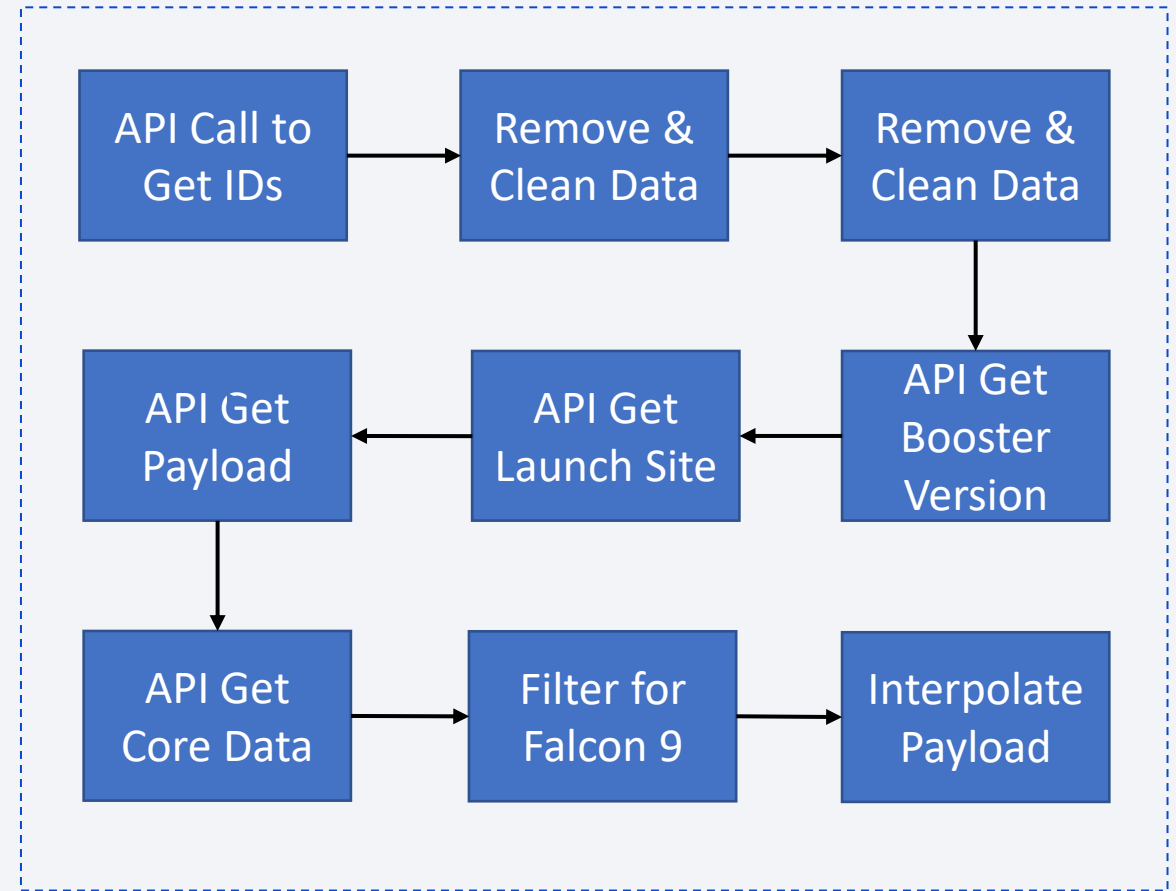 API Call to
Get IDs
Remove &
Clean Data
Remove &
Clean Data
API Get
Booster
Version
API Get
Launch Site
API Get
Payload
API Get
Core Data
Filter for
Falcon 9
Interpolate
Payload